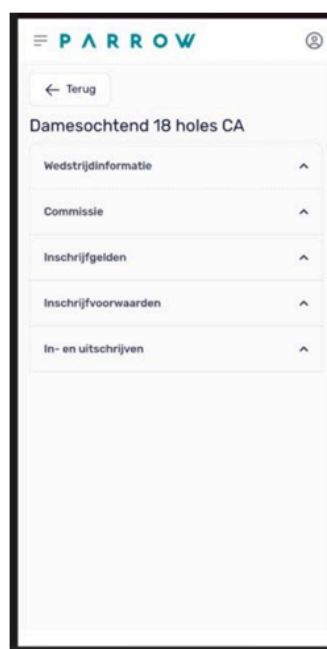 PARROW
← Terug
Damesochtend 18 holes CA
Wedstrijdinformatie
Commissie
Inschrijfgelden
Inschrijfvoorwaarden
In- en uitschrijven